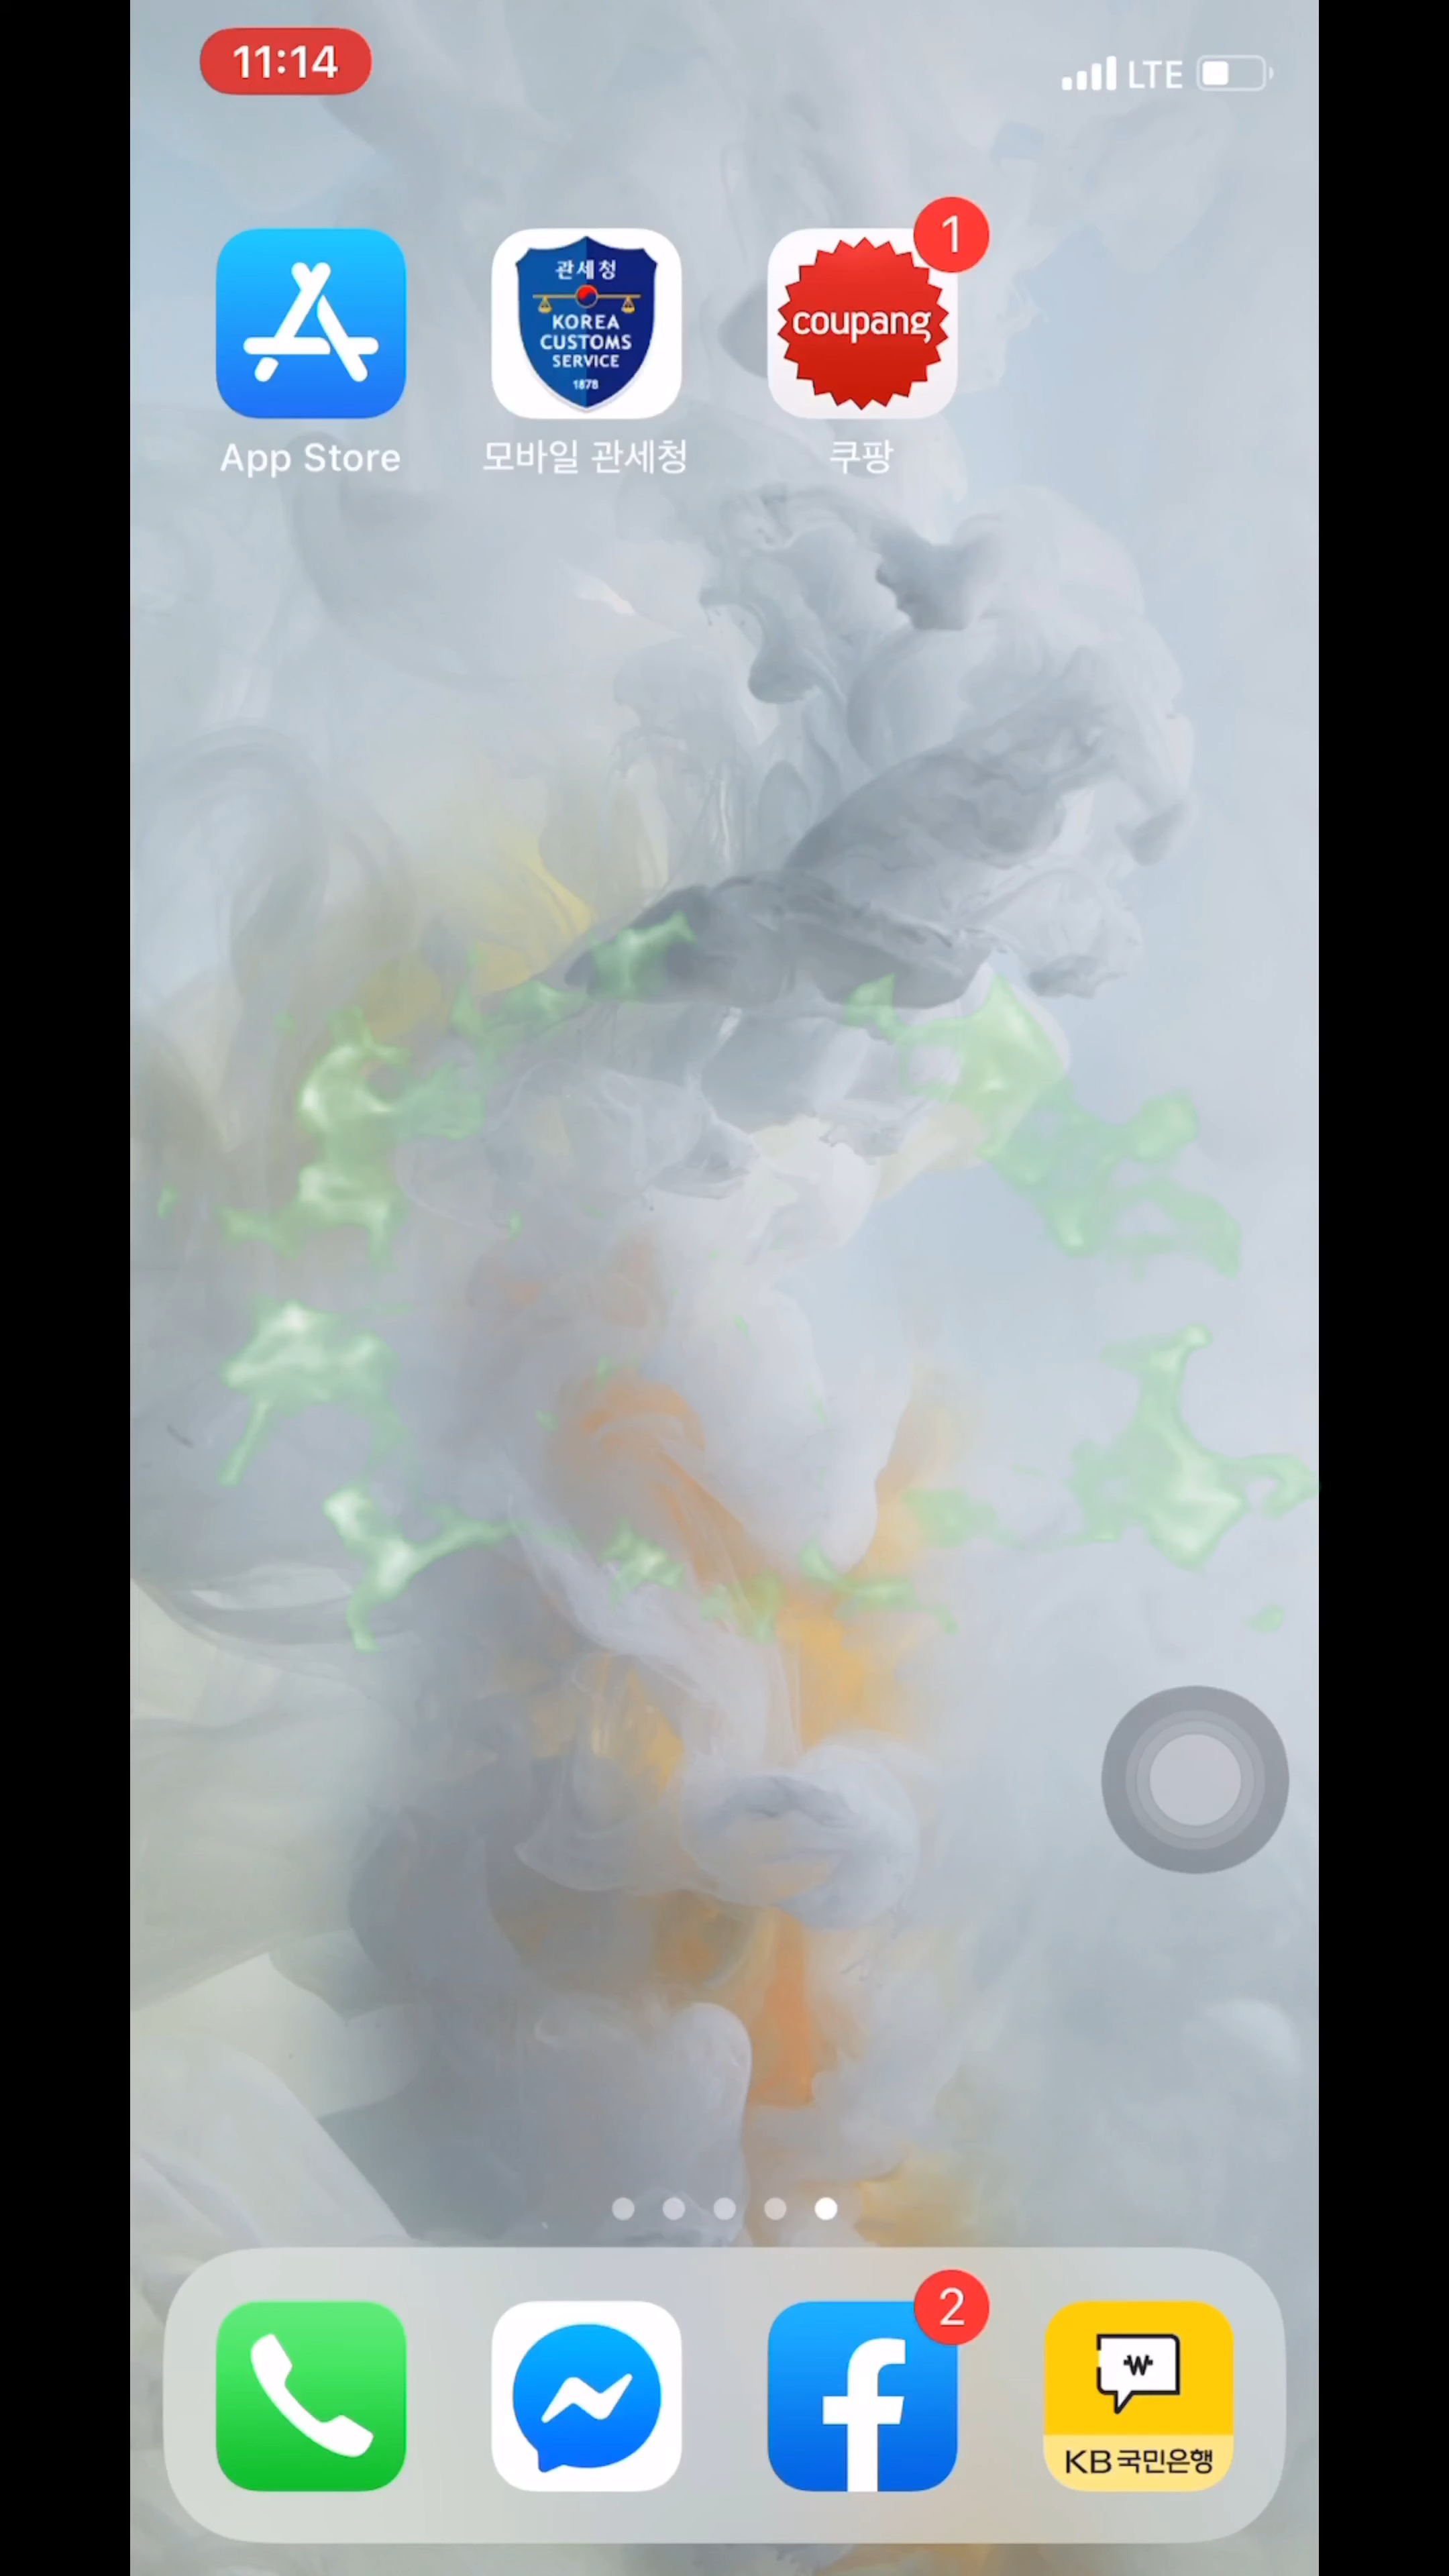 11:14
LTE
1
관세청
KOREA
CUSTOMS
SERVICE
1878
coupang
App Store
모바일 관세청
쿠팡
2
₩
KB국민은행